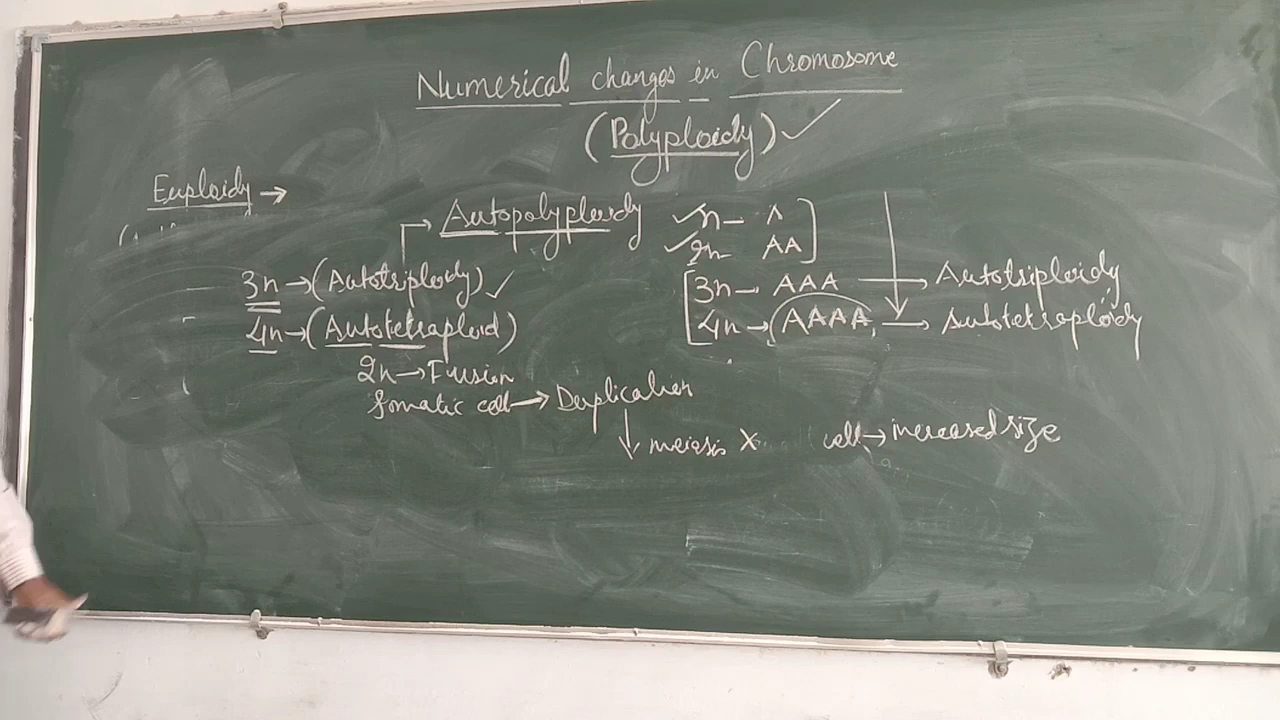 Numerical changes in Chromosome
(Polyploidy) ✓
Euploidy →
→ Autopolyploidy
3n → (Autotriploidy) ✓
4n → (Autotetraploid)
2n → Fusion
Somatic cell → Duplication
↓ meiosis X
✓ n – A
✓ 2n – AA
3n – AAA → Autotriploidy
4n → (AAAA) → Autotetraploidy
cell → increased size